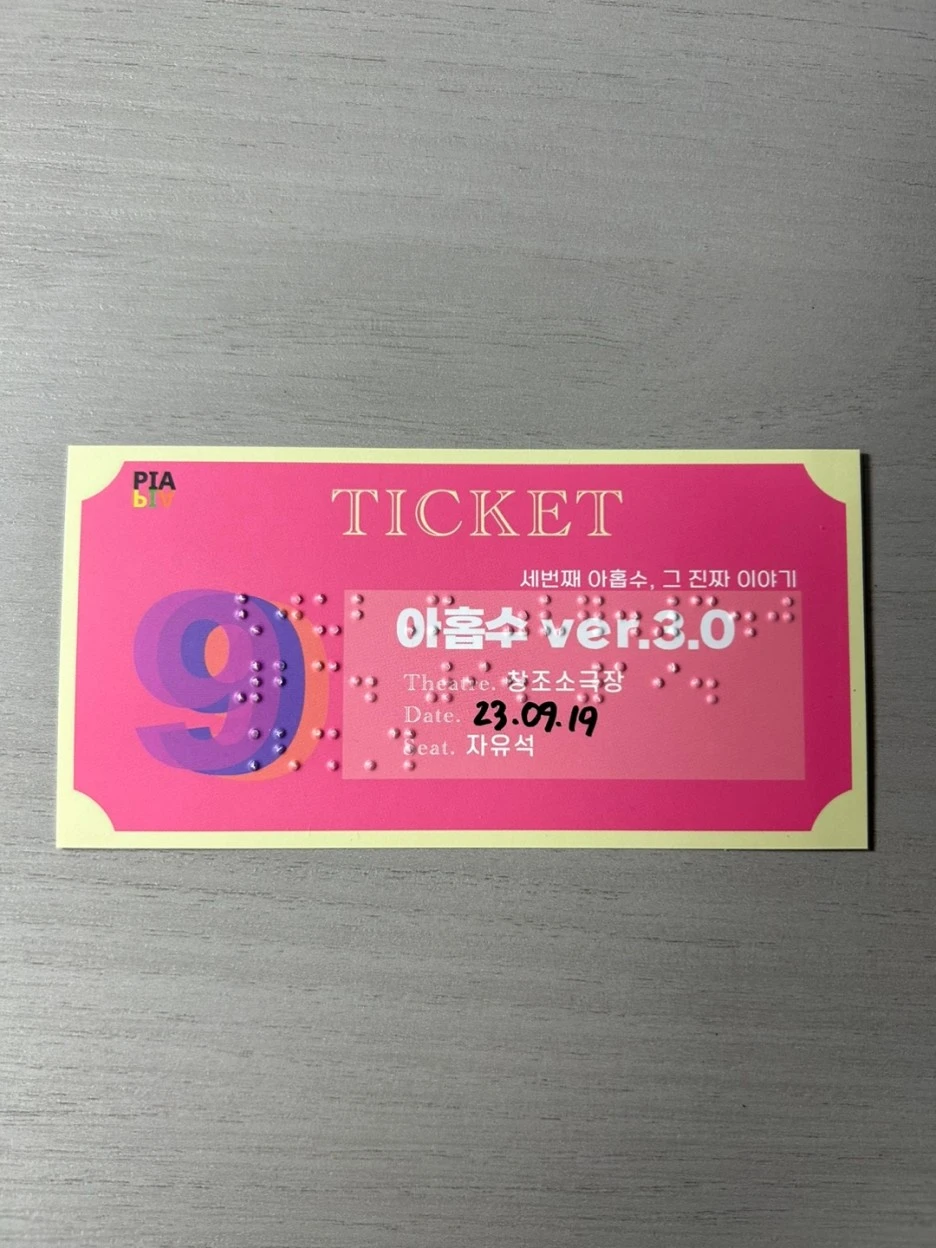 PIA
PIA
TICKET
9
세번째 아홉수, 그 진짜 이야기
아홉수 ver.3.0
Theatre. 창조소극장
Date. 23.09.19
Seat. 자유석